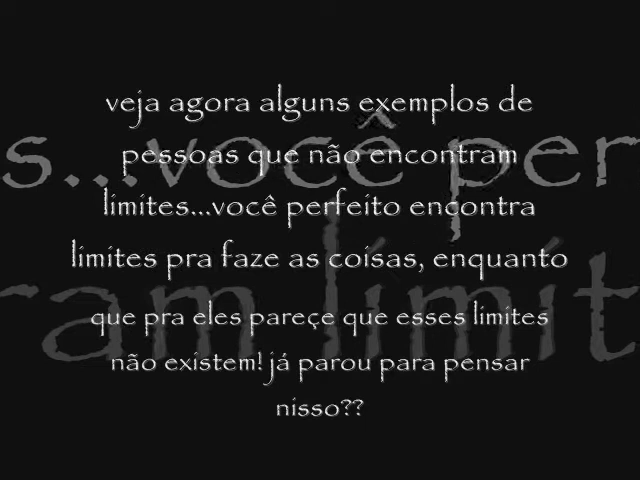 veja agora alguns exemplos de
pessoas que não encontram
limites...você perfeito encontra
limites pra faze as coisas, enquanto
que pra eles pareçe que esses limites
não existem! já parou para pensar
nisso??
s...você per
ram limit